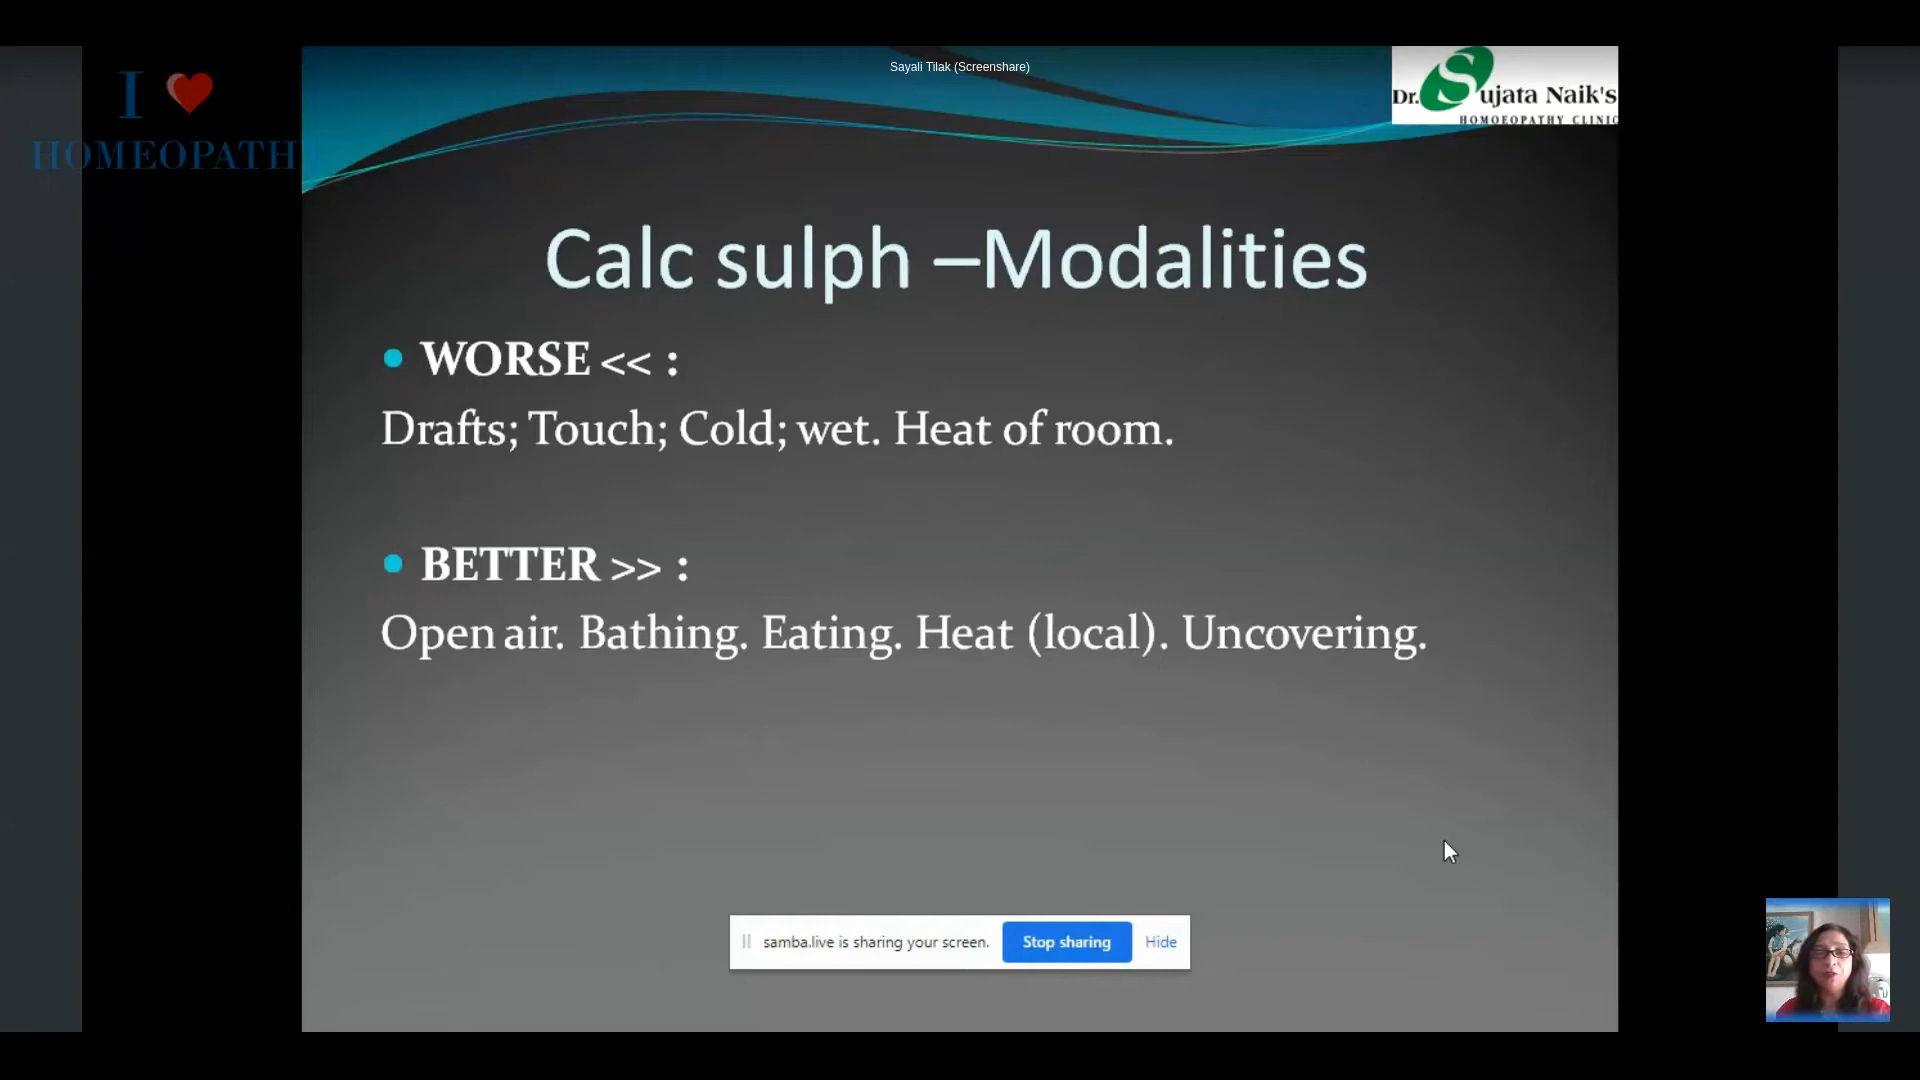 Sayali Tilak (Screenshare)
I
HOMEOPATHY
Dr. Sujata Naik's
HOMOEOPATHY CLINIC
Calc sulph –Modalities
WORSE << :
Drafts; Touch; Cold; wet. Heat of room.
BETTER >> :
Open air. Bathing. Eating. Heat (local). Uncovering.
samba.live is sharing your screen. Stop sharing Hide